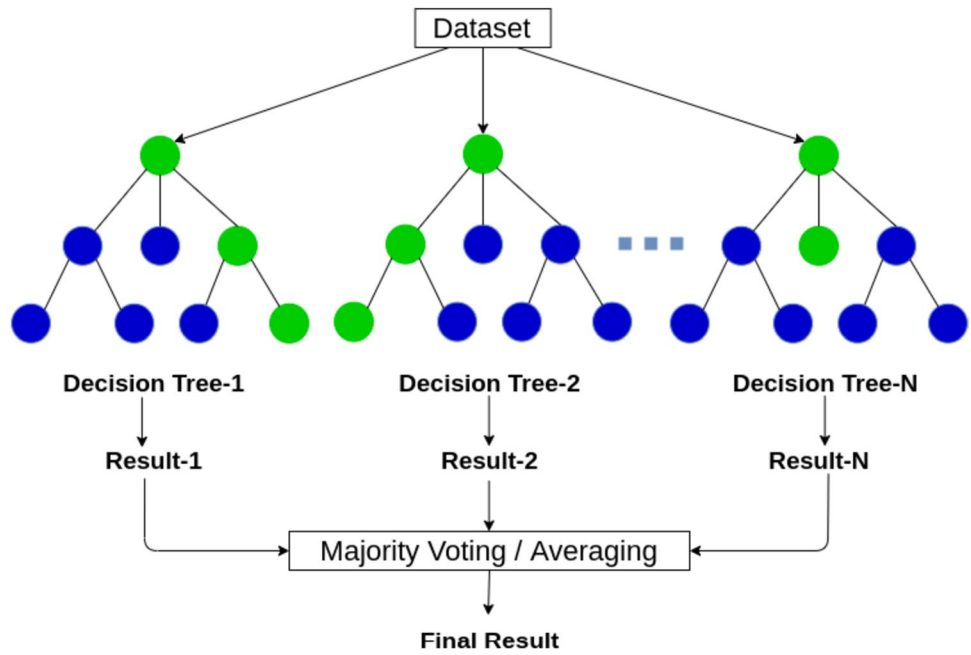 Dataset
Decision Tree-1
Decision Tree-2
Decision Tree-N
Result-1
Result-2
Result-N
Majority Voting / Averaging
Final Result